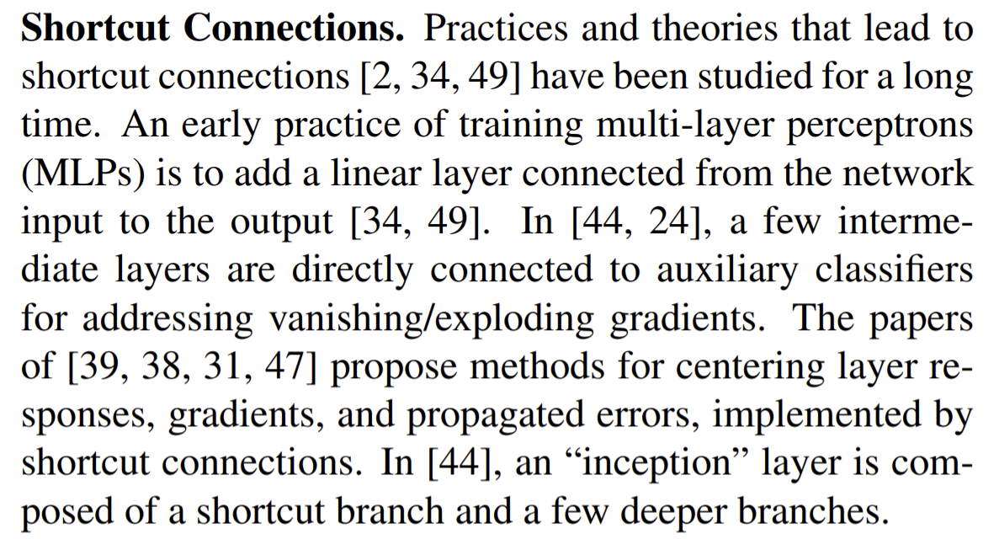 Shortcut Connections. Practices and theories that lead to
shortcut connections [2, 34, 49] have been studied for a long
time. An early practice of training multi-layer perceptrons
(MLPs) is to add a linear layer connected from the network
input to the output [34, 49]. In [44, 24], a few interme-
diate layers are directly connected to auxiliary classifiers
for addressing vanishing/exploding gradients. The papers
of [39, 38, 31, 47] propose methods for centering layer re-
sponses, gradients, and propagated errors, implemented by
shortcut connections. In [44], an “inception” layer is com-
posed of a shortcut branch and a few deeper branches.